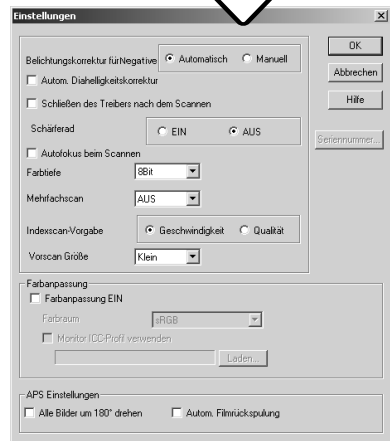 Einstellungen
Belichtungskorrektur fürNegative Automatisch Manuell
OK
Autom. Diahelligkeitskorrektur
Abbrechen
Schließen des Treibers nach dem Scannen
Hilfe
Schärferad EIN AUS
Seriennummer...
Autofokus beim Scannen
Farbtiefe 8Bit
Mehrfachscan AUS
Indexscan-Vorgabe Geschwindigkeit Qualität
Vorscan Größe Klein
Farbanpassung
Farbanpassung EIN
Farbraum sRGB
Monitor ICC-Profil verwenden
Laden...
APS Einstellungen
Alle Bilder um 180° drehen Autom. Filmrückspulung